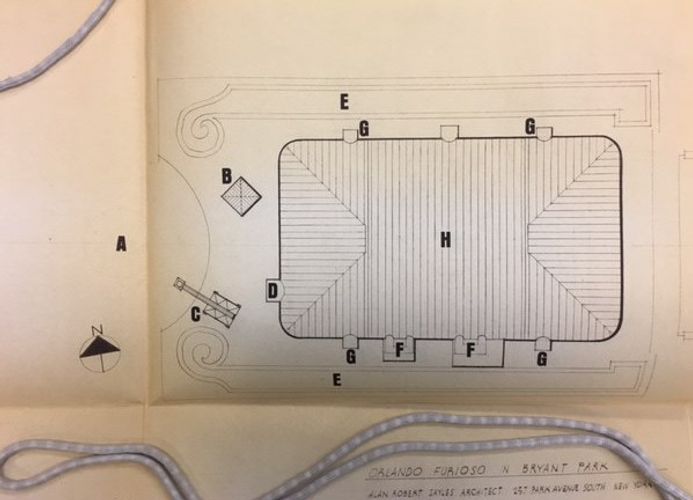 E
G G
B
A H
D
C
N
G F F G
E
ORLANDO FURIOSO IN BRYANT PARK
ALAN ROBERT SAYLES ARCHITECT 257 PARK AVENUE SOUTH NEW YORK